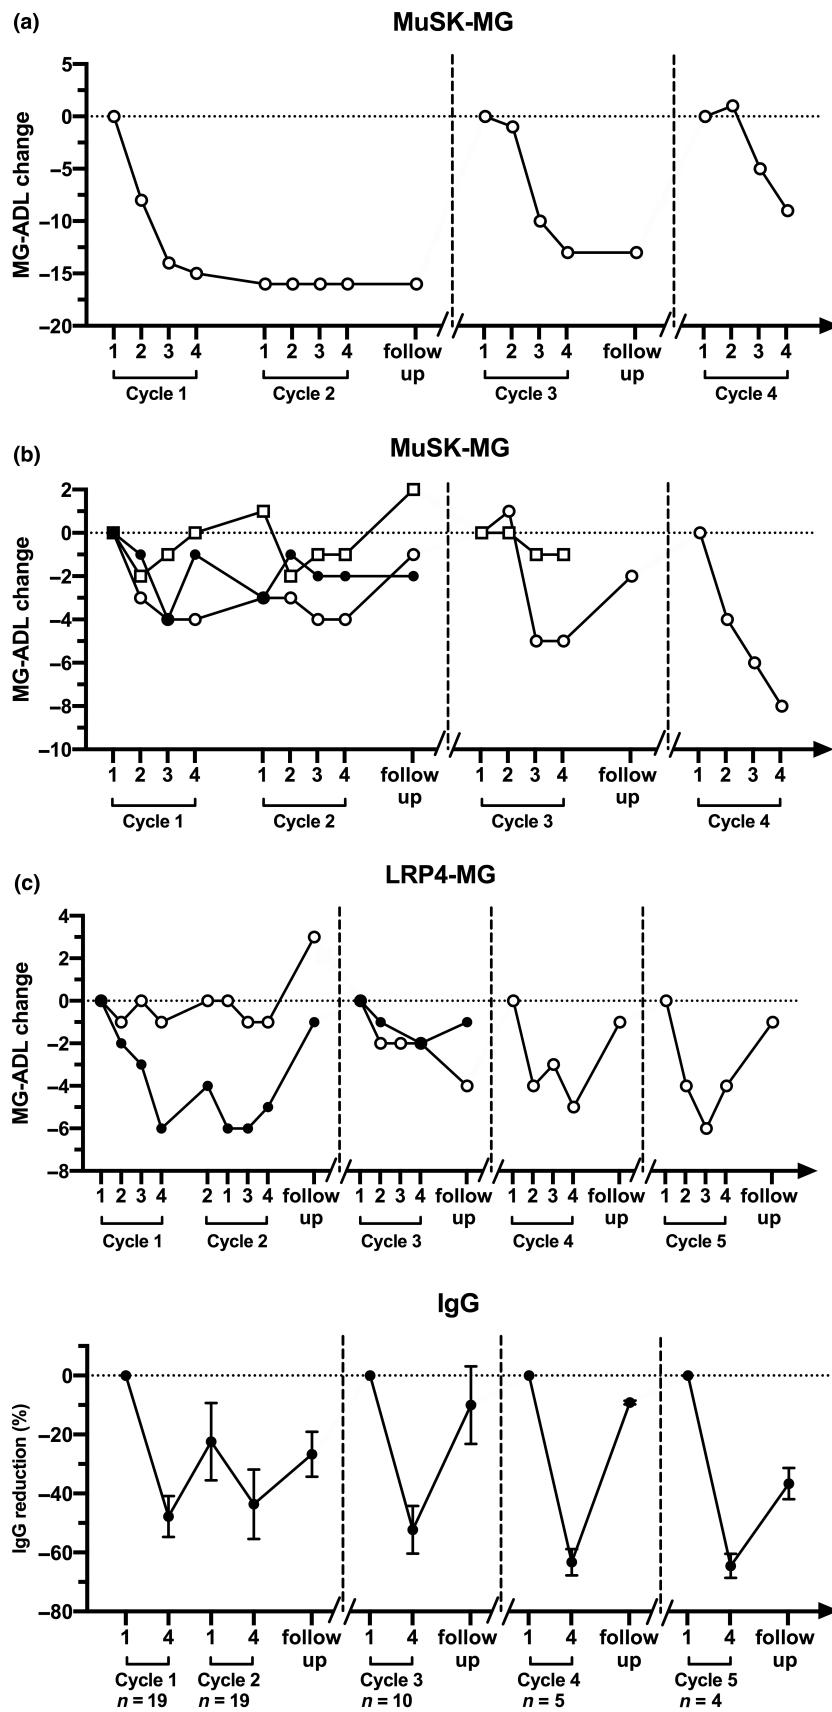 (a)
MuSK-MG
MG-ADL change
5
0
–5
–10
–15
–20
1 2 3 4 1 2 3 4 follow up 1 2 3 4 follow up 1 2 3 4
Cycle 1 Cycle 2 Cycle 3 Cycle 4
(b)
MuSK-MG
MG-ADL change
2
0
–2
–4
–6
–8
–10
1 2 3 4 1 2 3 4 follow up 1 2 3 4 follow up 1 2 3 4
Cycle 1 Cycle 2 Cycle 3 Cycle 4
(c)
LRP4-MG
MG-ADL change
4
2
0
–2
–4
–6
–8
1 2 3 4 2 1 3 4 follow up 1 2 3 4 follow up 1 2 3 4 follow up 1 2 3 4 follow up
Cycle 1 Cycle 2 Cycle 3 Cycle 4 Cycle 5
IgG
IgG reduction (%)
0
–20
–40
–60
–80
1 4 1 4 follow up 1 4 follow up 1 4 follow up 1 4 follow up
Cycle 1 Cycle 2 Cycle 3 Cycle 4 Cycle 5
n = 19 n = 19 n = 10 n = 5 n = 4